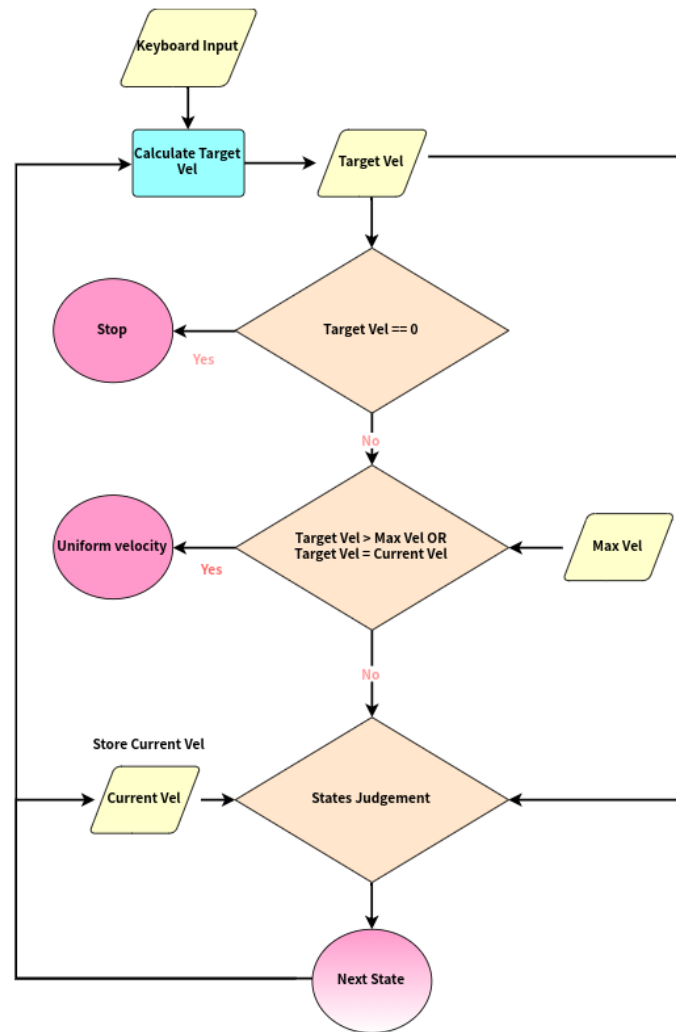 Keyboard Input
Calculate Target
Vel
Target Vel
Target Vel == 0
Stop
Yes
No
Target Vel > Max Vel OR
Target Vel = Current Vel
Uniform velocity
Max Vel
Yes
No
Store Current Vel
Current Vel
States Judgement
Next State